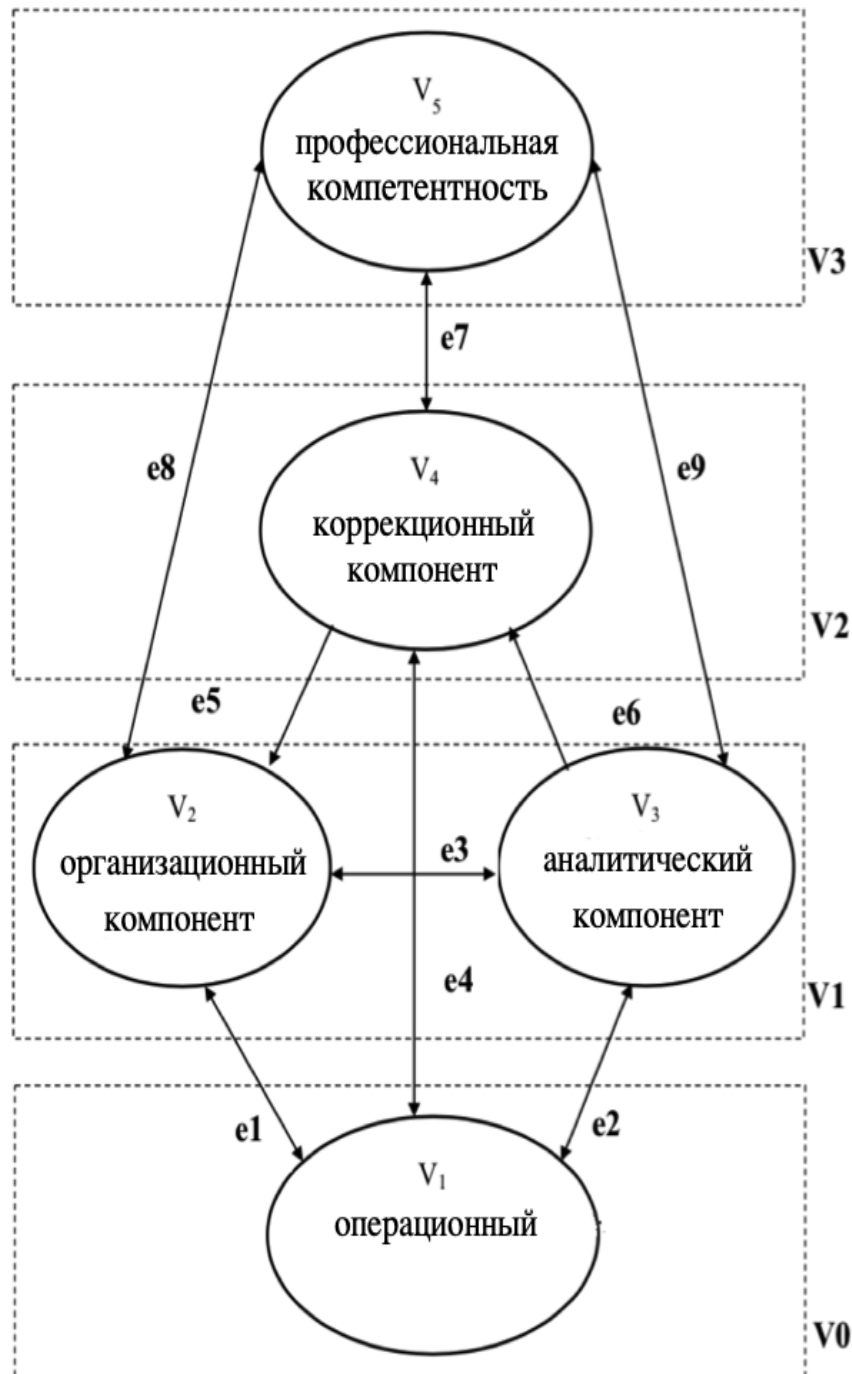 V₅
профессиональная
компетентность
V3
e7
e8
e9
V₄
коррекционный
компонент
V2
e5
e6
V₂
организационный
компонент
e3
V₃
аналитический
компонент
e4
V1
e1
e2
V₁
операционный
V0